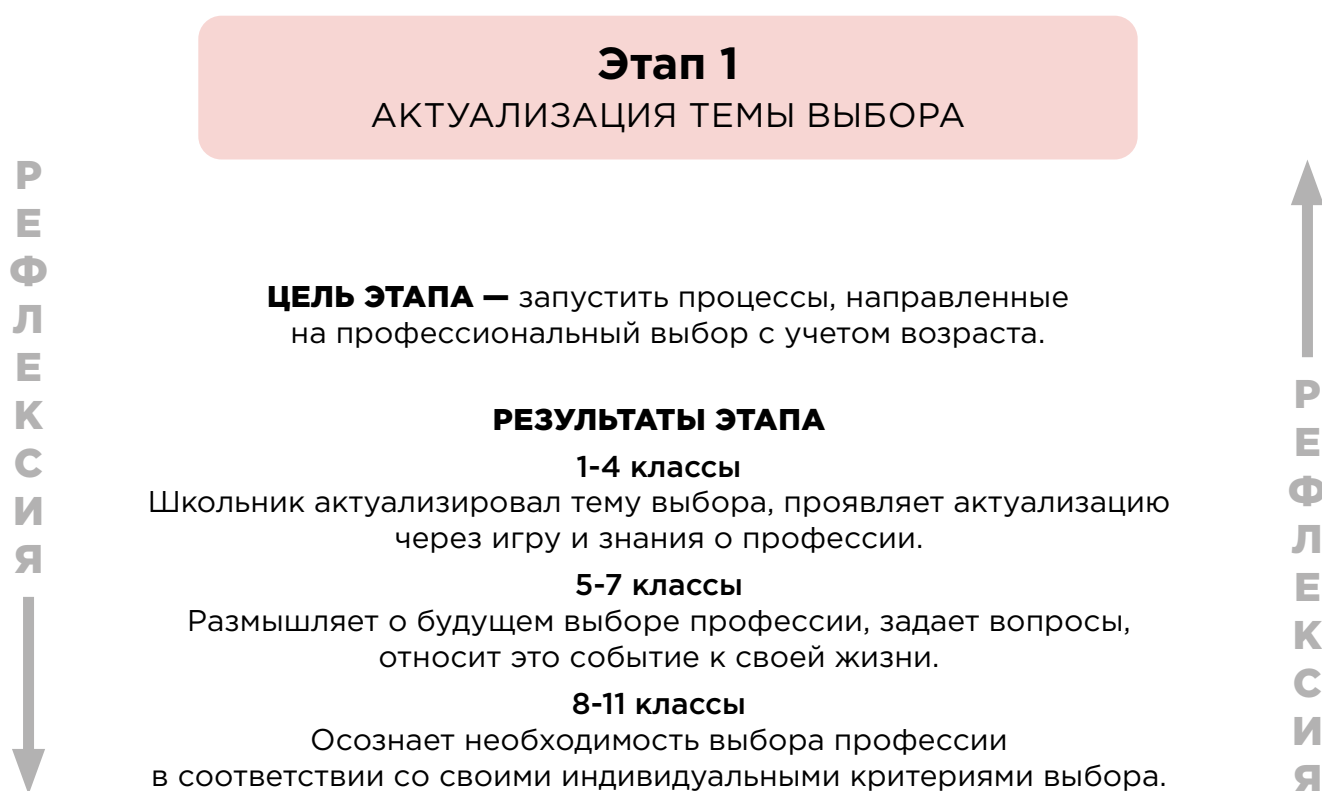 Этап 1
АКТУАЛИЗАЦИЯ ТЕМЫ ВЫБОРА
РЕФЛЕКСИЯ
ЦЕЛЬ ЭТАПА — запустить процессы, направленные
на профессиональный выбор с учетом возраста.
РЕЗУЛЬТАТЫ ЭТАПА
1-4 классы
Школьник актуализировал тему выбора, проявляет актуализацию
через игру и знания о профессии.
5-7 классы
Размышляет о будущем выборе профессии, задает вопросы,
относит это событие к своей жизни.
8-11 классы
Осознает необходимость выбора профессии
в соответствии со своими индивидуальными критериями выбора.
РЕФЛЕКСИЯ